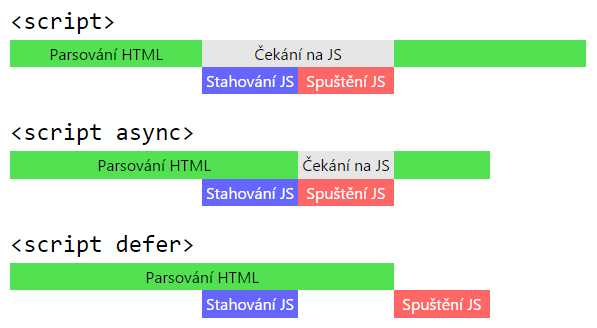 <script>
Parsování HTML Čekání na JS
Stahování JS Spuštění JS
<script async>
Parsování HTML Čekání na JS
Stahování JS Spuštění JS
<script defer>
Parsování HTML
Stahování JS Spuštění JS